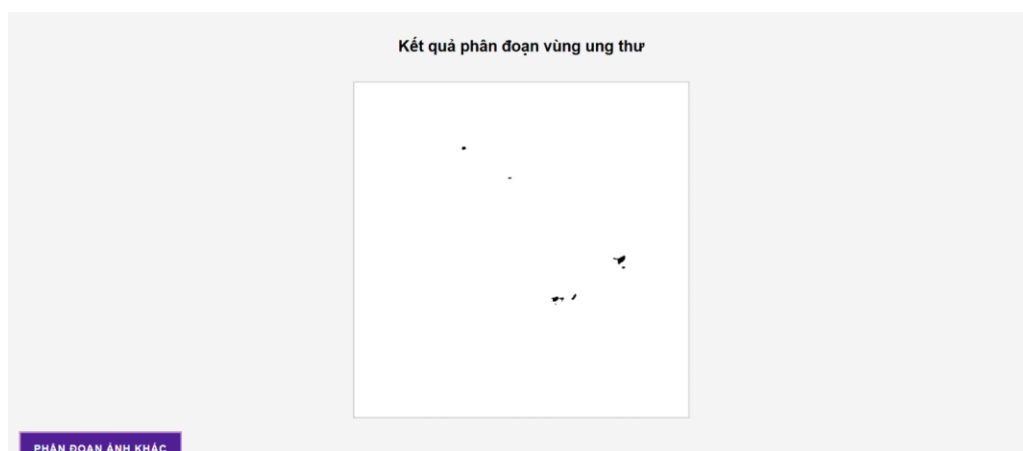 Kết quả phân đoạn vùng ung thư
PHÂN ĐOẠN ẢNH KHÁC